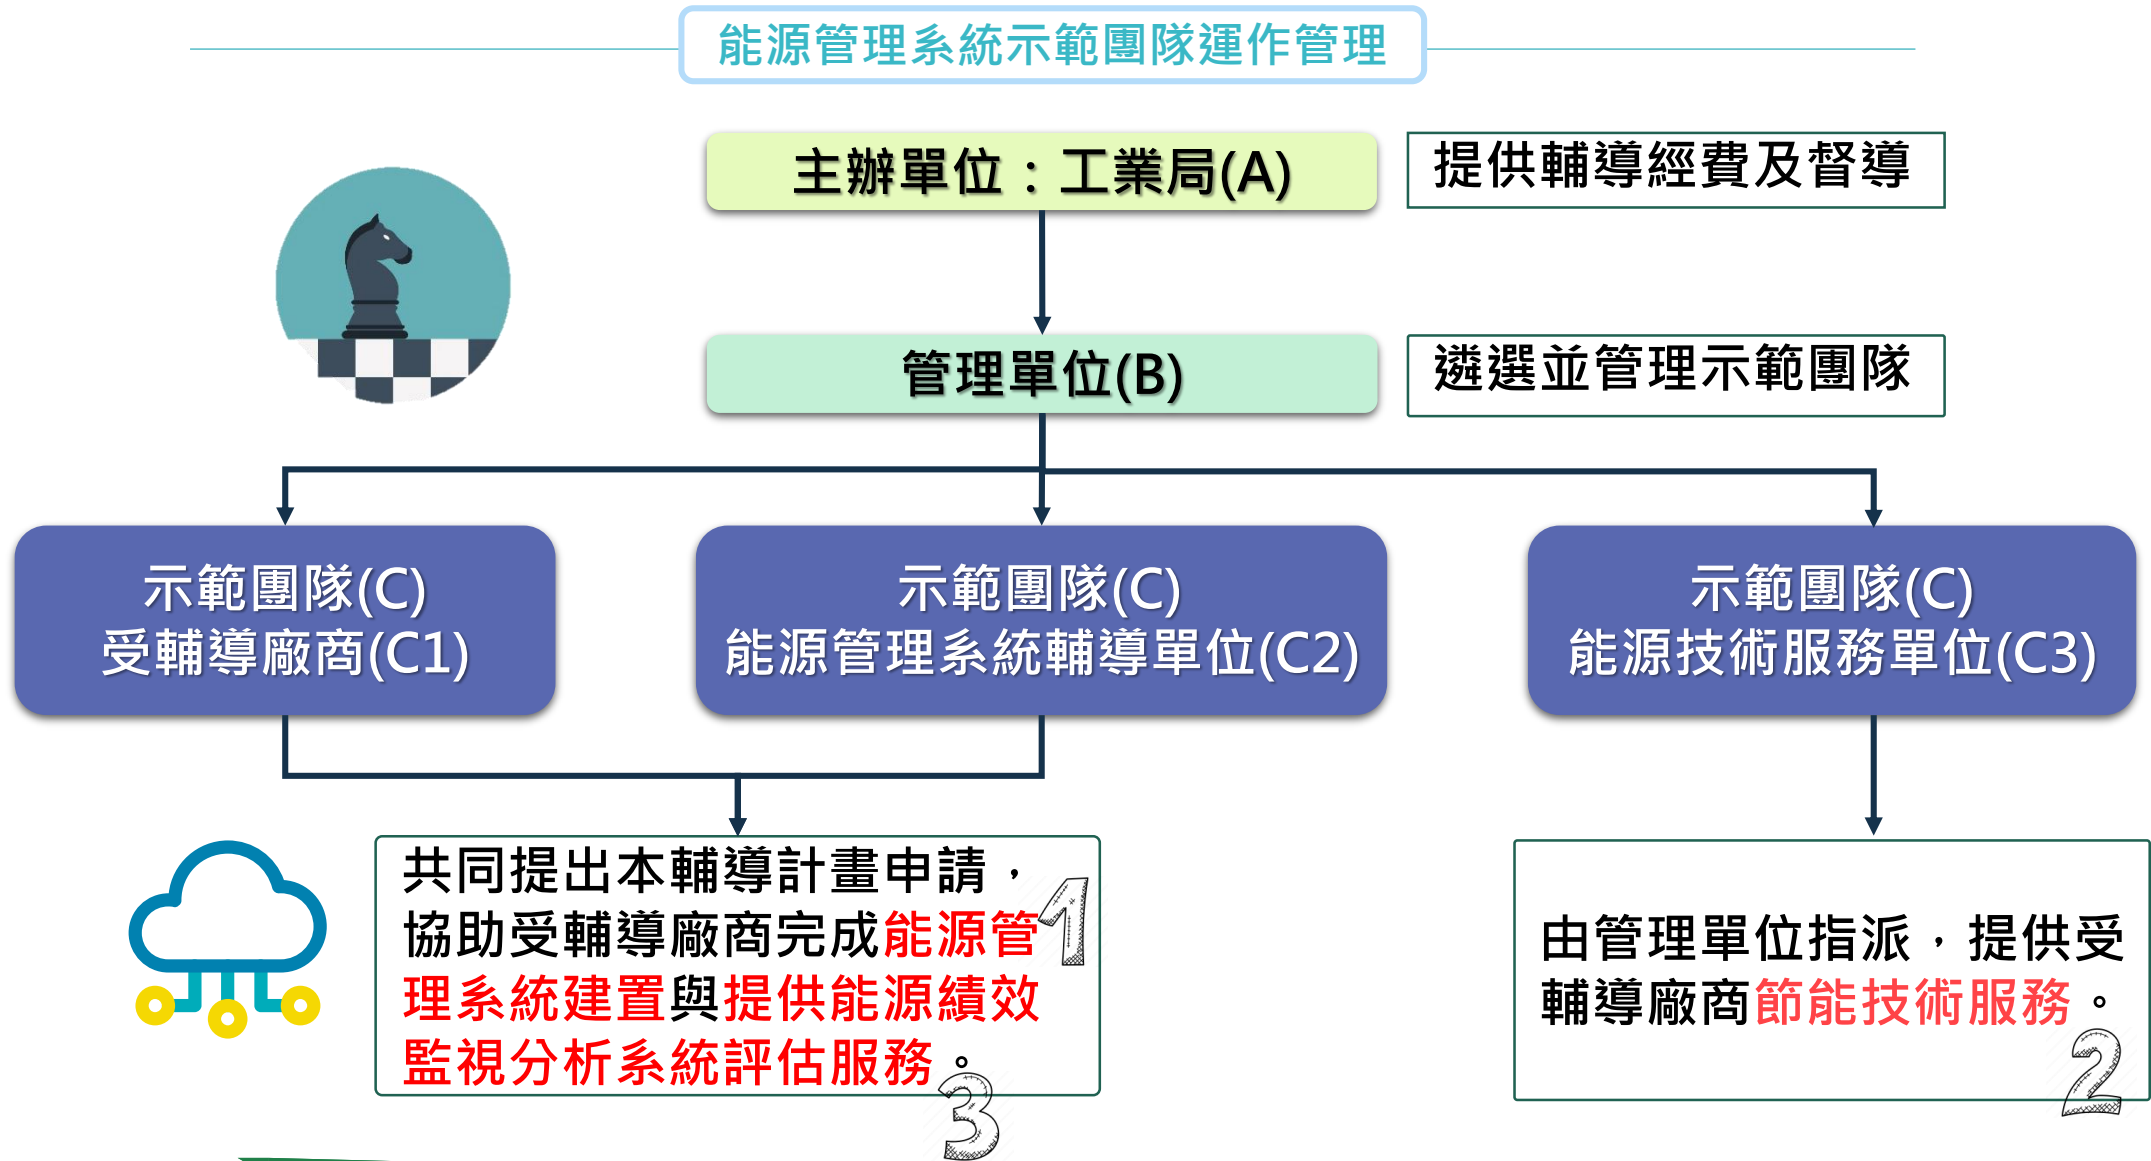 能源管理系統示範團隊運作管理
主辦單位：工業局(A)
提供輔導經費及督導
管理單位(B)
遴選並管理示範團隊
示範團隊(C)
受輔導廠商(C1)
示範團隊(C)
能源管理系統輔導單位(C2)
示範團隊(C)
能源技術服務單位(C3)
共同提出本輔導計畫申請，
協助受輔導廠商完成能源管
理系統建置與提供能源績效
監視分析系統評估服務。
1
3
由管理單位指派，提供受
輔導廠商節能技術服務。
2